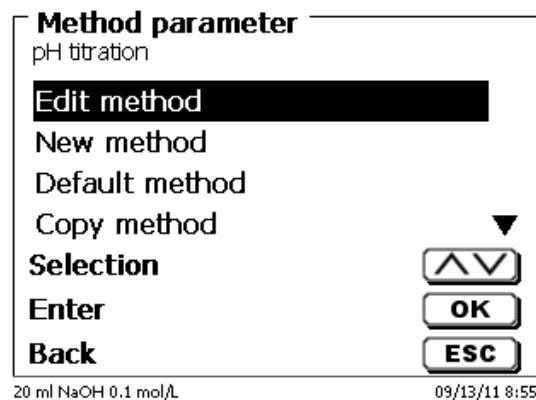 Method parameter
pH titration
Edit method
New method
Default method
Copy method
Selection
Enter OK
Back ESC
20 ml NaOH 0.1 mol/L 09/13/11 8:55